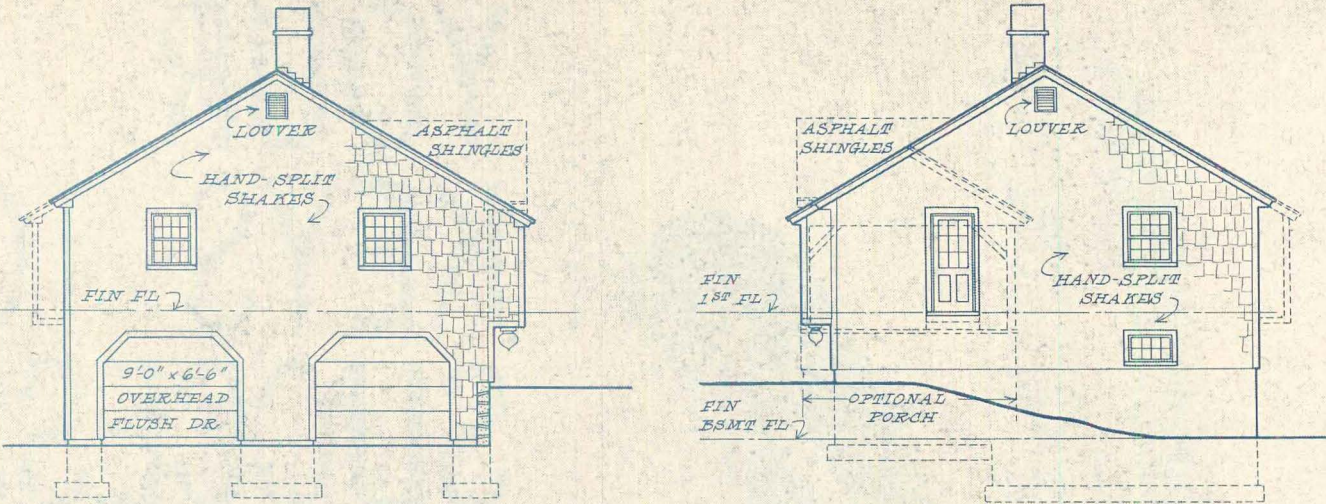 LOUVER
ASPHALT
SHINGLES
HAND-SPLIT
SHAKES
FIN FL
9'-0" x 6'-6"
OVERHEAD
FLUSH DR
ASPHALT
SHINGLES
LOUVER
FIN
1ST FL
HAND-SPLIT
SHAKES
FIN
BSMT FL
OPTIONAL
PORCH